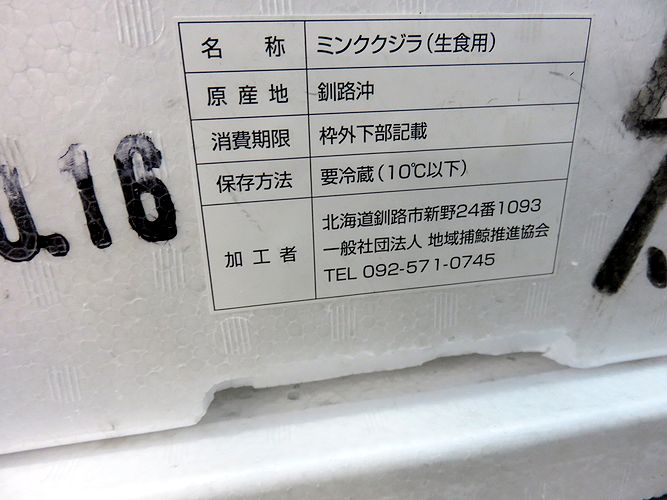 名称 ミンククジラ(生食用)
原産地 釧路沖
消費期限 枠外下部記載
保存方法 要冷蔵(10℃以下)
加工者 北海道釧路市新野24番1093
一般社団法人 地域捕鯨推進協会
TEL 092-571-0745
.16